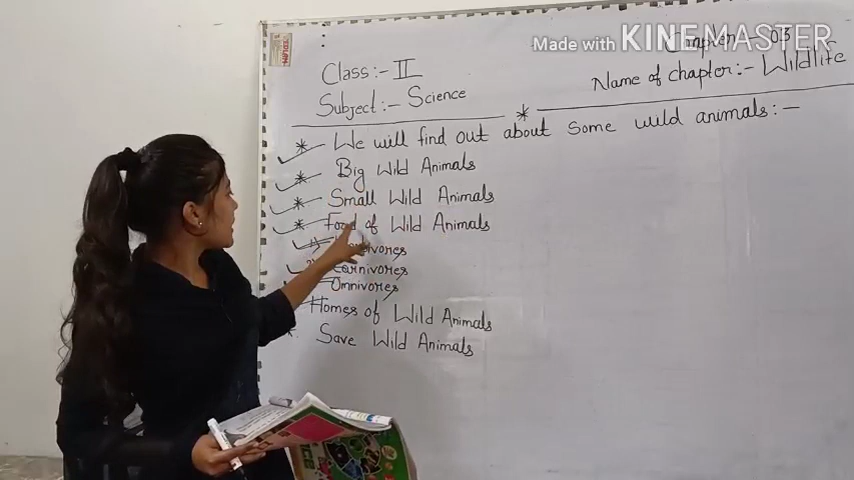 Made with KINEMASTER
Chapter:- 03
Class:- II
Name of chapter:- Wildlife
Subject:- Science
* We will find out about some wild animals:-
* Big Wild Animals
* Small Wild Animals
* Food of Wild Animals
Carnivores
Omnivores
Homes of Wild Animals
* Save Wild Animals